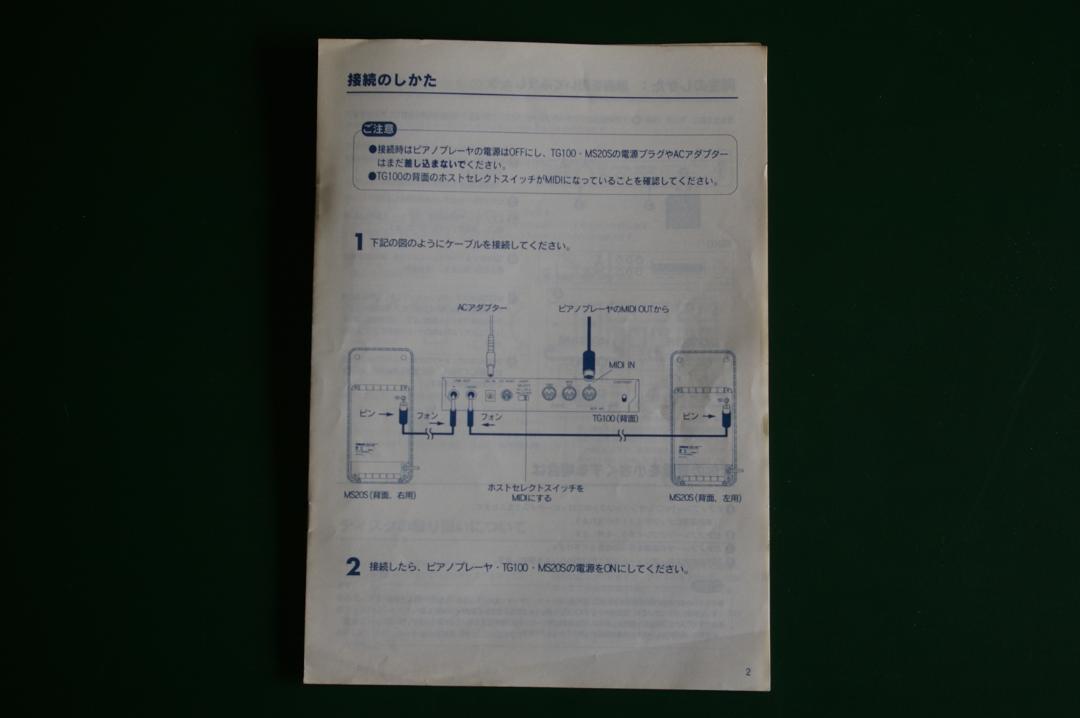 接続のしかた
ご注意
●接続時はピアノプレーヤの電源はOFFにし、TG100・MS20Sの電源プラグやACアダプター
はまだ差し込まないでください。
●TG100の背面のホストセレクトスイッチがMIDIになっていることを確認してください。
1 下記の図のようにケーブルを接続してください。
ACアダプター
ピアノプレーヤのMIDI OUTから
MIDI IN
ピン
フォン
フォン
TG100(背面)
ピン
ホストセレクトスイッチを
MIDIにする
MS20S(背面、右用)
MS20S(背面、左用)
2 接続したら、ピアノプレーヤ・TG100・MS20Sの電源をONにしてください。
2